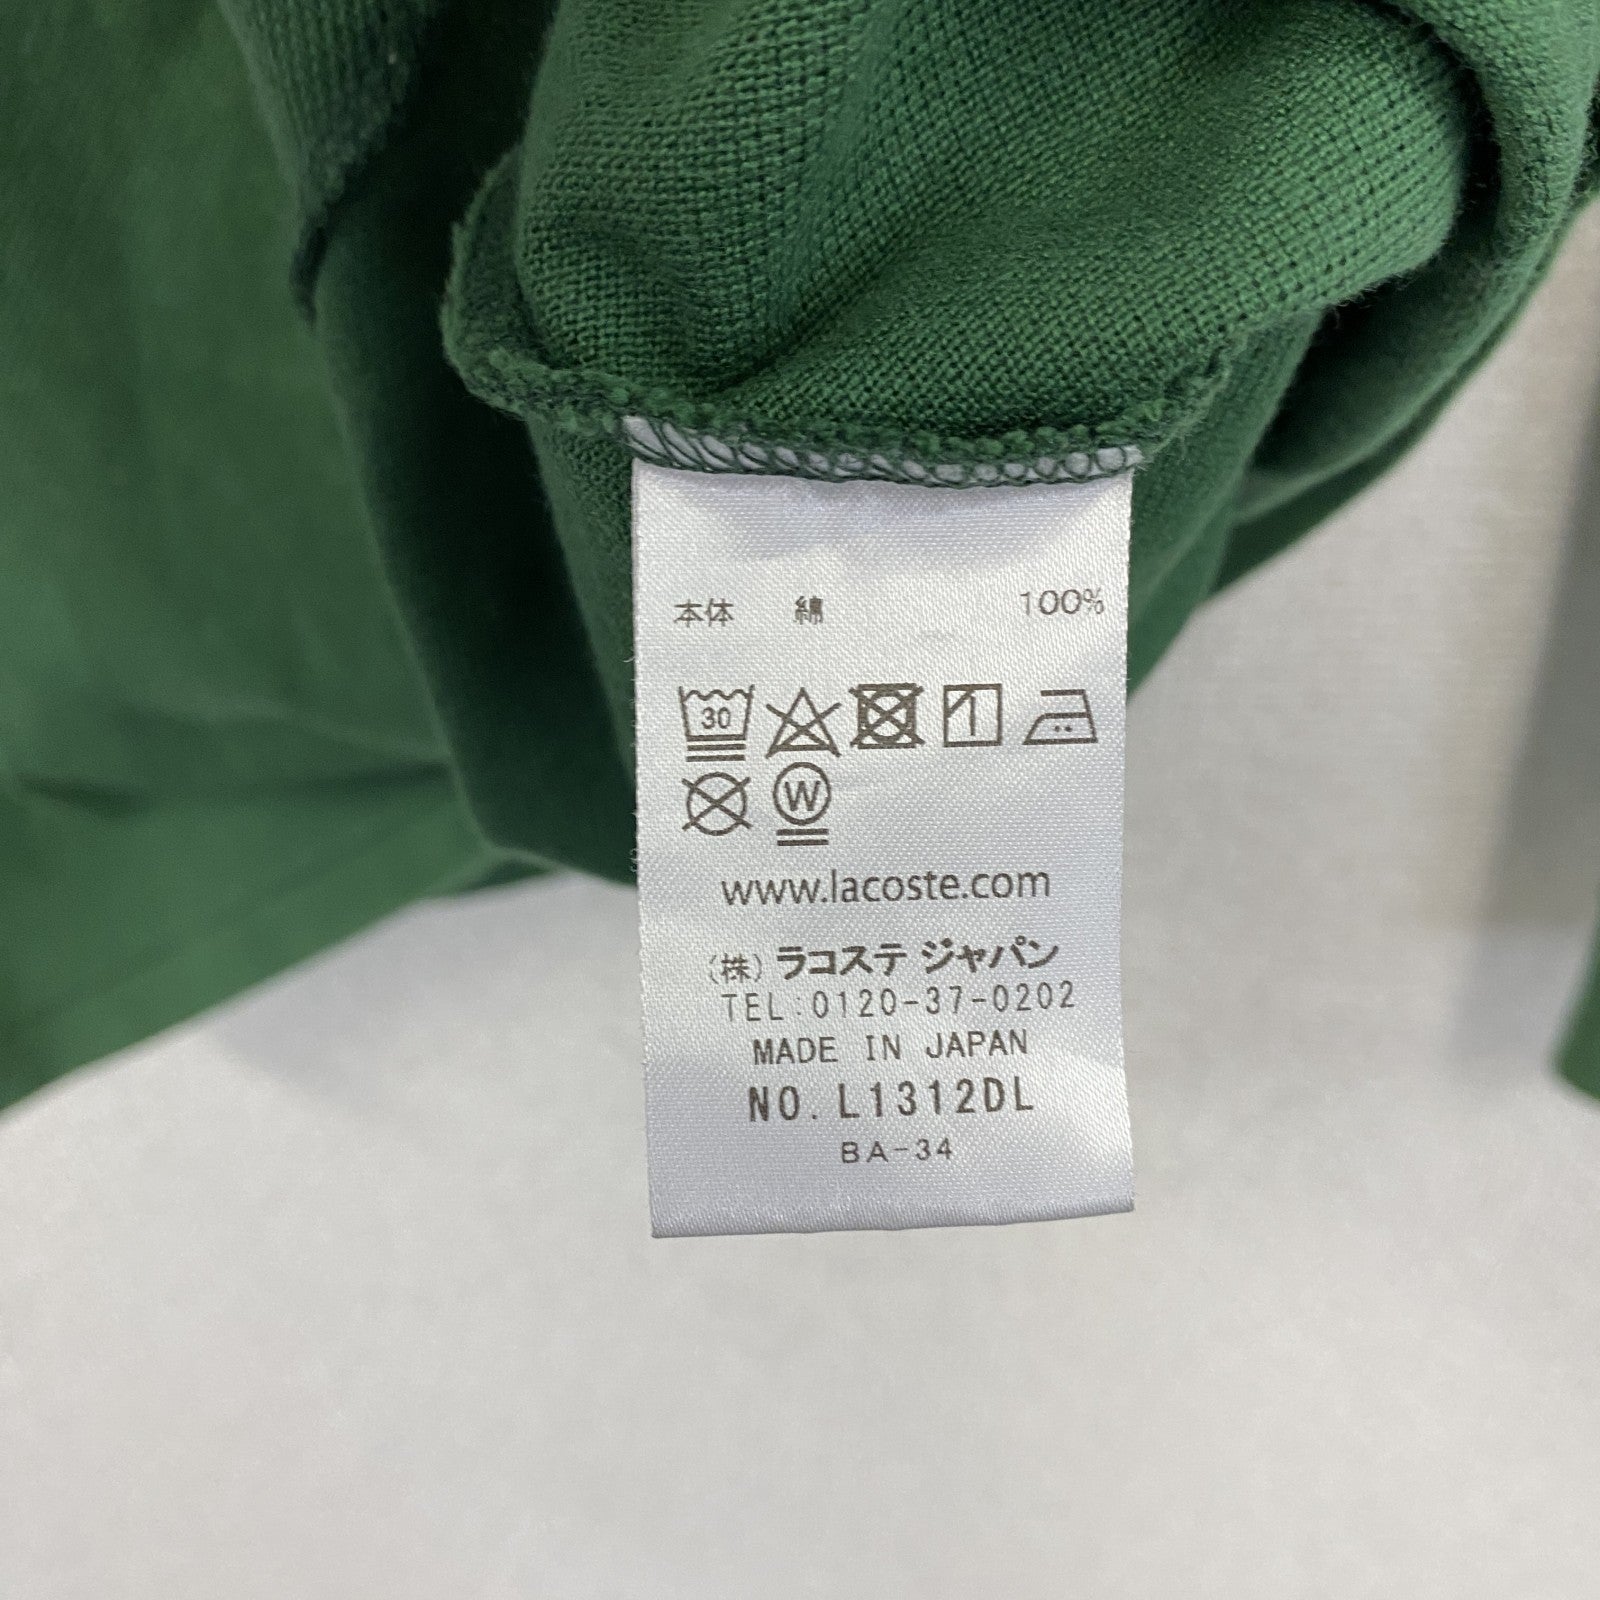 本体 綿 100%
30
W
www.lacoste.com
(株) ラコステ ジャパン
TEL:0120-37-0202
MADE IN JAPAN
NO. L1312DL
BA-34